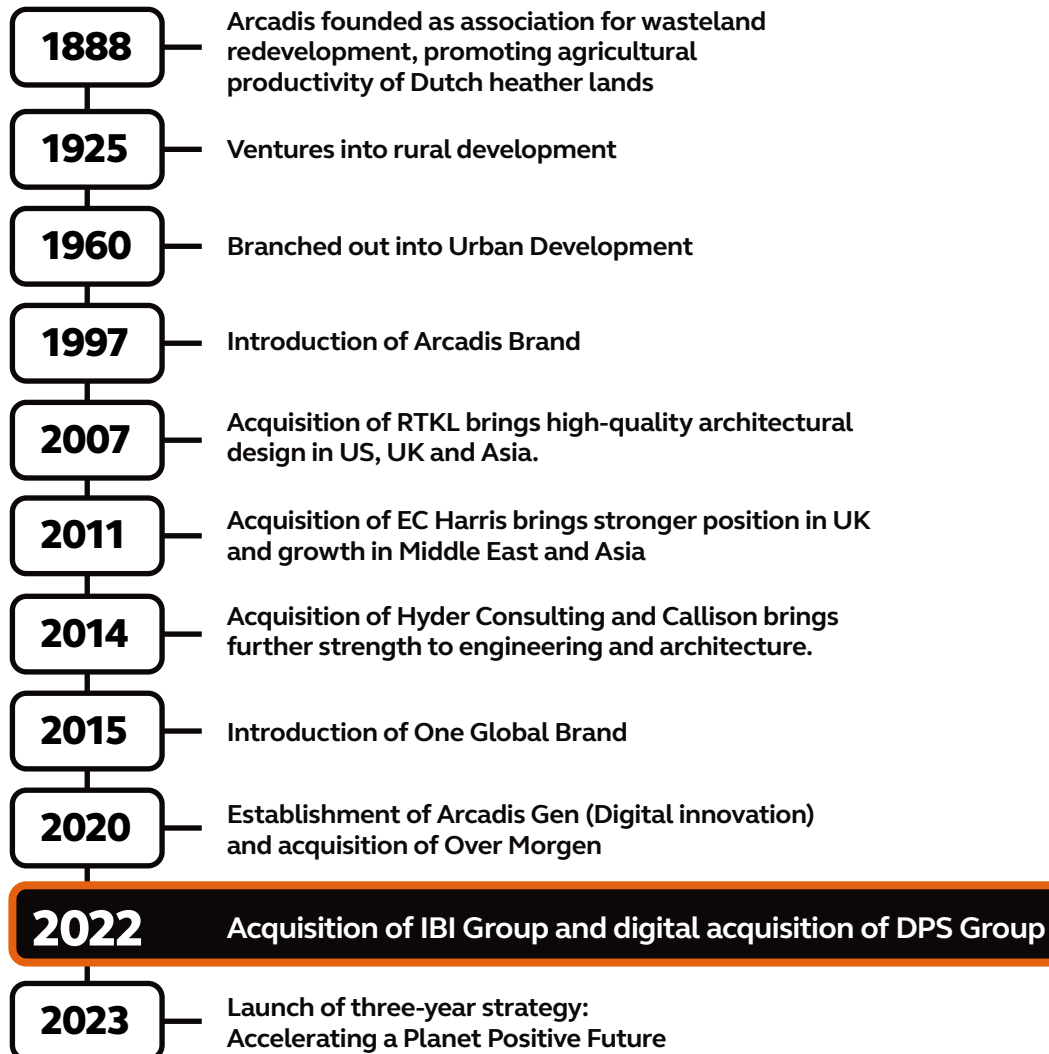 1888
Arcadis founded as association for wasteland
redevelopment, promoting agricultural
productivity of Dutch heather lands
1925
Ventures into rural development
1960
Branched out into Urban Development
1997
Introduction of Arcadis Brand
2007
Acquisition of RTKL brings high-quality architectural
design in US, UK and Asia.
2011
Acquisition of EC Harris brings stronger position in UK
and growth in Middle East and Asia
2014
Acquisition of Hyder Consulting and Callison brings
further strength to engineering and architecture.
2015
Introduction of One Global Brand
2020
Establishment of Arcadis Gen (Digital innovation)
and acquisition of Over Morgen
2022
Acquisition of IBI Group and digital acquisition of DPS Group
2023
Launch of three-year strategy:
Accelerating a Planet Positive Future